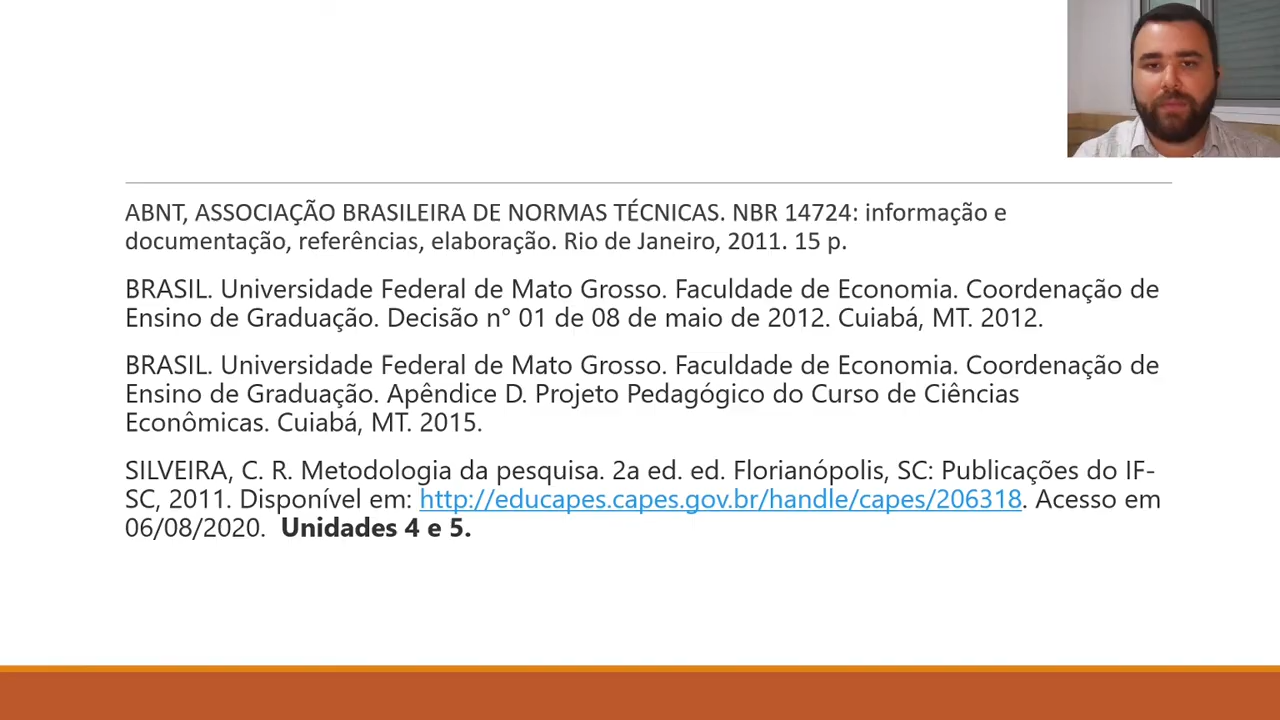 ABNT, ASSOCIAÇÃO BRASILEIRA DE NORMAS TÉCNICAS. NBR 14724: informação e
documentação, referências, elaboração. Rio de Janeiro, 2011. 15 p.
BRASIL. Universidade Federal de Mato Grosso. Faculdade de Economia. Coordenação de
Ensino de Graduação. Decisão n° 01 de 08 de maio de 2012. Cuiabá, MT. 2012.
BRASIL. Universidade Federal de Mato Grosso. Faculdade de Economia. Coordenação de
Ensino de Graduação. Apêndice D. Projeto Pedagógico do Curso de Ciências
Econômicas. Cuiabá, MT. 2015.
SILVEIRA, C. R. Metodologia da pesquisa. 2a ed. ed. Florianópolis, SC: Publicações do IF-
SC, 2011. Disponível em: http://educapes.capes.gov.br/handle/capes/206318. Acesso em
06/08/2020. Unidades 4 e 5.